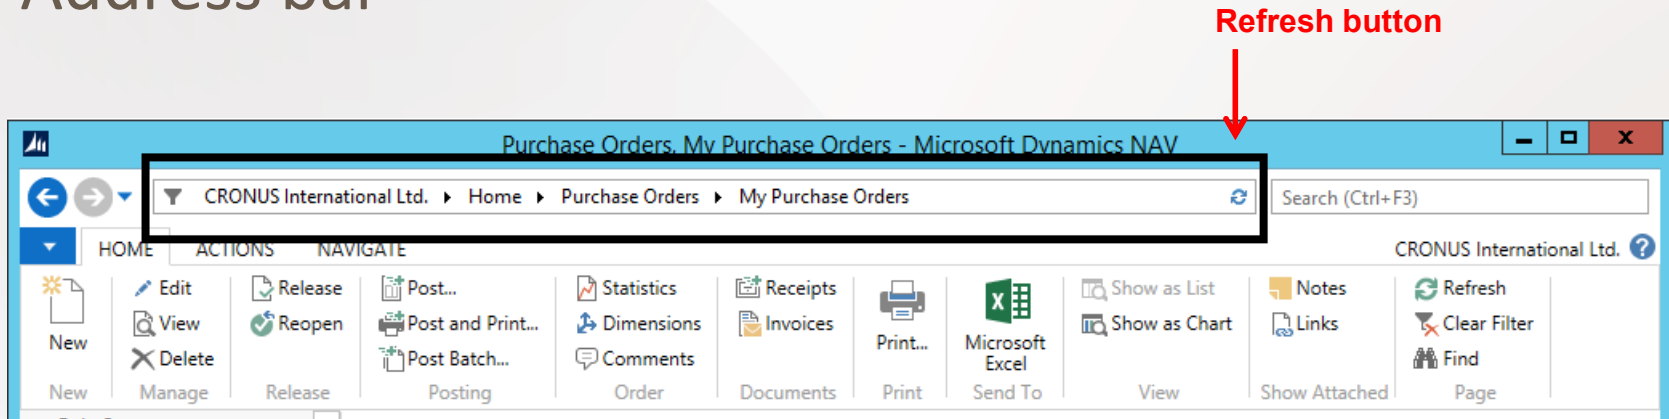 Address bar
Refresh button
Purchase Orders, My Purchase Orders - Microsoft Dynamics NAV
CRONUS International Ltd. Home Purchase Orders My Purchase Orders
Search (Ctrl+F3)
HOME ACTIONS NAVIGATE
CRONUS International Ltd.
New
New
Edit
View
Delete
Manage
Release
Reopen
Release
Post...
Post and Print...
Post Batch...
Posting
Statistics
Dimensions
Comments
Order
Receipts
Invoices
Documents
Print...
Print
Microsoft
Excel
Send To
Show as List
Show as Chart
View
Notes
Links
Show Attached
Refresh
Clear Filter
Find
Page